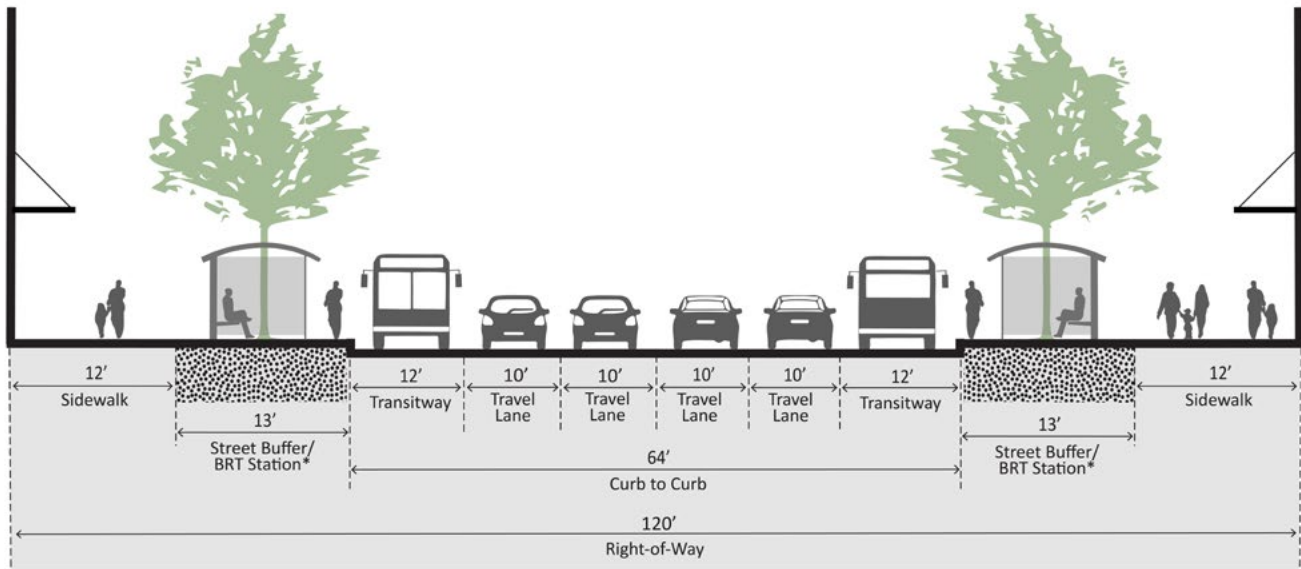 12’
Sidewalk
13’
Street Buffer/
BRT Station*
12’
Transitway
10’
Travel
Lane
10’
Travel
Lane
10’
Travel
Lane
10’
Travel
Lane
12’
Transitway
13’
Street Buffer/
BRT Station*
12’
Sidewalk
64’
Curb to Curb
120’
Right-of-Way